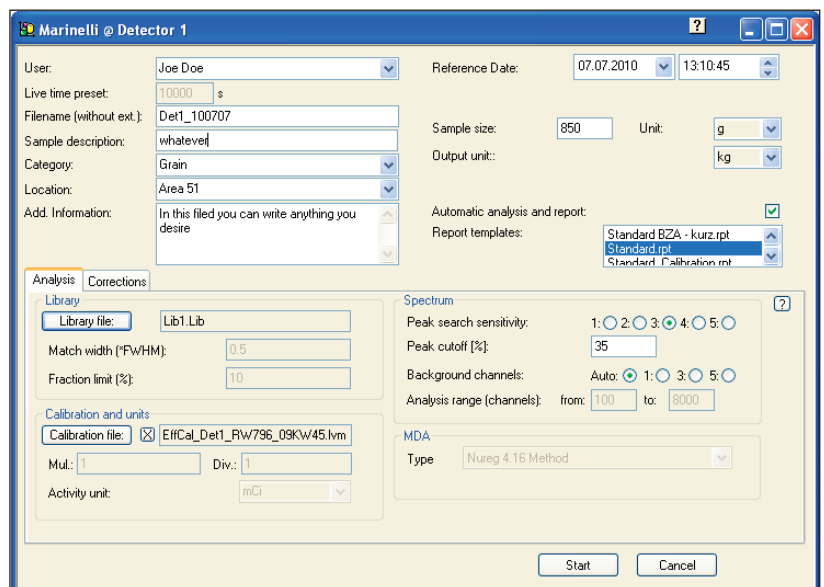 Marinelli @ Detector 1 ?
User: Joe Doe Reference Date: 07.07.2010 13:10:45
Live time preset: 10000 s
Filename (without ext.): Det1_100707
Sample description: whatever Sample size: 850 Unit: g
Category: Grain Output unit:: kg
Location: Area 51
Add. Information: In this filed you can write anything you desire
Automatic analysis and report:
Report templates: Standard BZA - kurz.rpt
Standard.rpt
Standard_Calibration.rpt
Analysis Corrections
Library
Library file: Lib1.Lib
Match width (*FWHM): 0.5
Fraction limit (%): 10
Spectrum ?
Peak search sensitivity: 1: 2: 3: 4: 5:
Peak cutoff [%]: 35
Background channels: Auto: 1: 3: 5:
Analysis range (channels): from: 100 to: 8000
Calibration and units
Calibration file: EffCal_Det1_RW796_09KW45.lvm
Mul.: 1 Div.: 1
Activity unit: mCi
MDA
Type Nureg 4.16 Method
Start Cancel